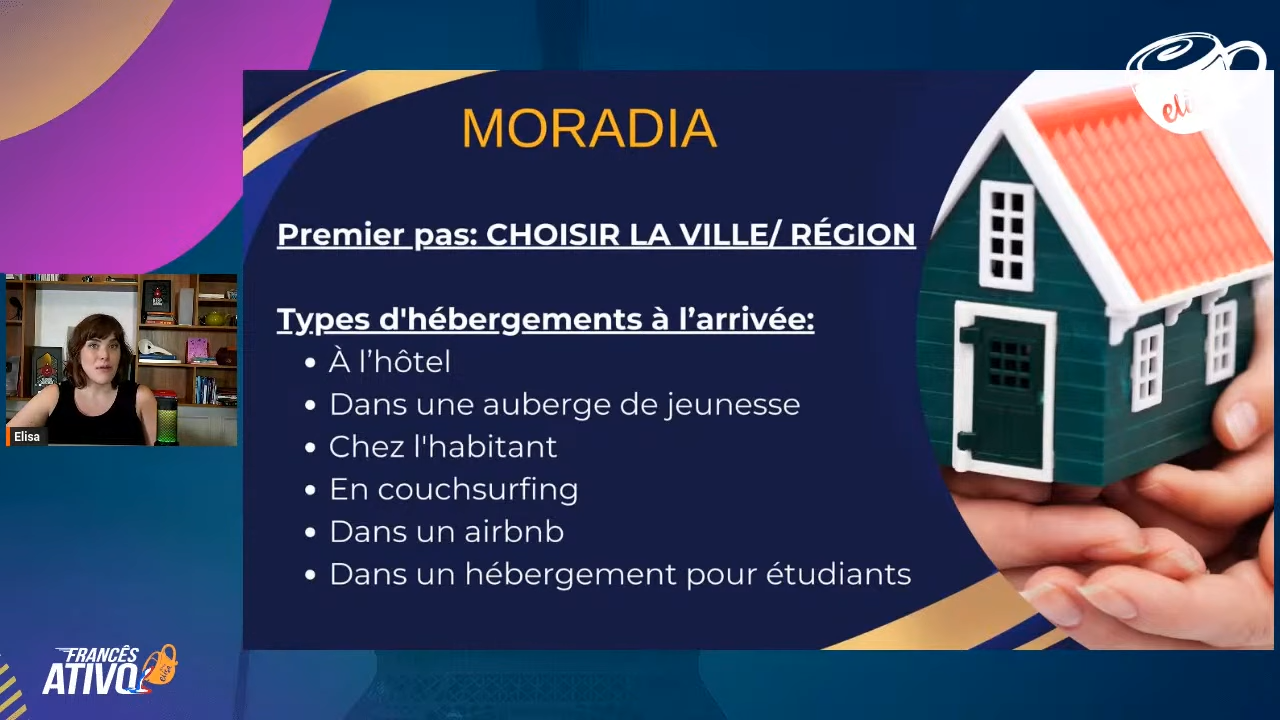 MORADIA
Premier pas: CHOISIR LA VILLE/ RÉGION
Types d'hébergements à l’arrivée:
• À l’hôtel
• Dans une auberge de jeunesse
• Chez l'habitant
• En couchsurfing
• Dans un airbnb
• Dans un hébergement pour étudiants
Elisa
FRANCÊS
ATIVO